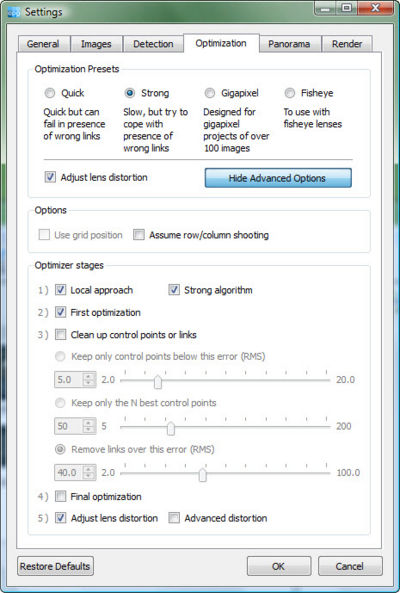 Settings
General Images Detection Optimization Panorama Render
Optimization Presets
Quick Strong Gigapixel Fisheye
Quick but can Slow, but try to Designed for To use with
fail in presence cope with gigapixel fisheye lenses
of wrong links presence of projects of over
wrong links 100 images
Adjust lens distortion Hide Advanced Options
Options
Use grid position Assume row/column shooting
Optimizer stages
1) Local approach Strong algorithm
2) First optimization
3) Clean up control points or links
Keep only control points below this error (RMS)
5.0 2.0 20.0
Keep only the N best control points
50 5 200
Remove links over this error (RMS)
40.0 2.0 100.0
4) Final optimization
5) Adjust lens distortion Advanced distortion
Restore Defaults OK Cancel